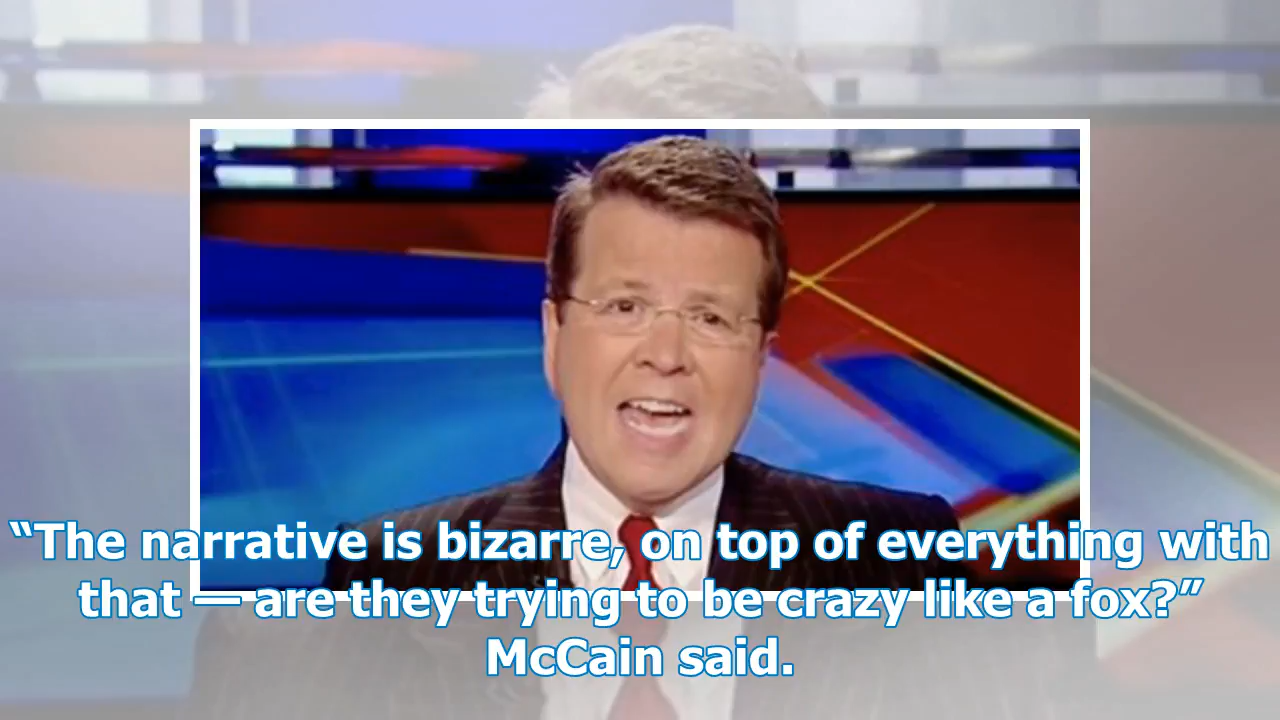 “The narrative is bizarre, on top of everything with
that — are they trying to be crazy like a fox?”
McCain said.